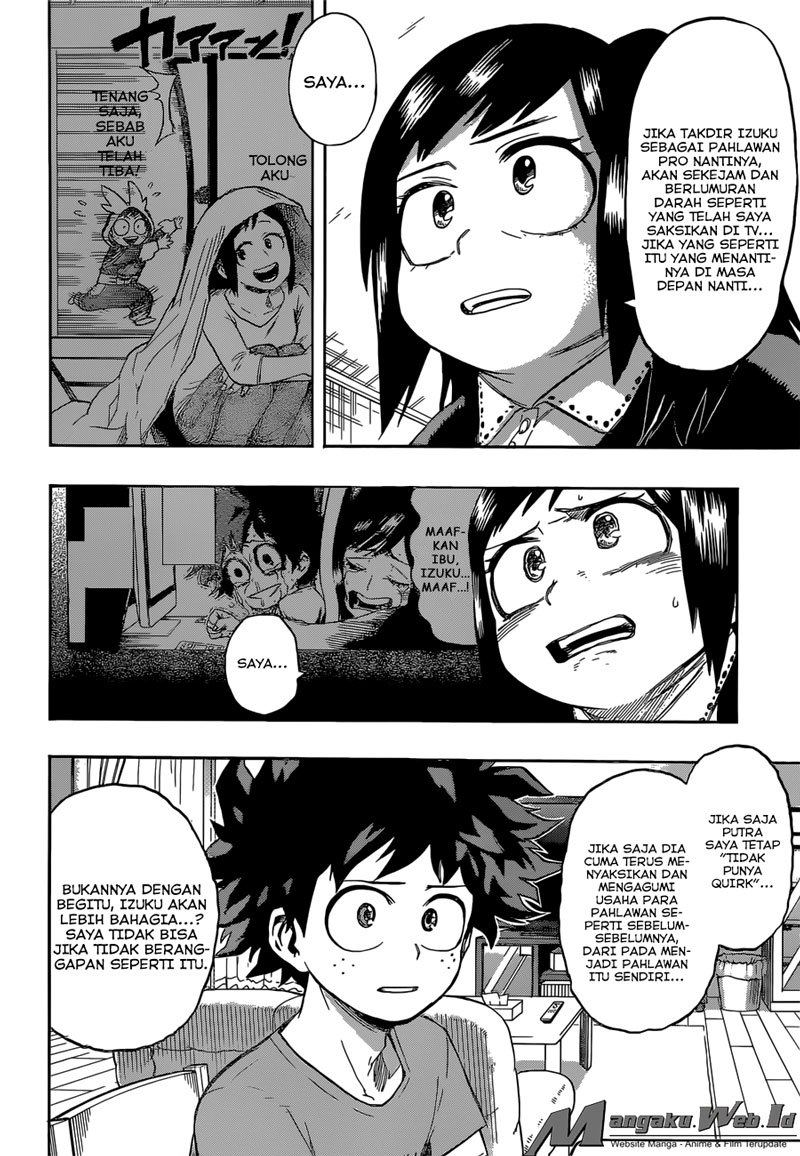 JIKA TAKDIR IZUKU
SEBAGAI PAHLAWAN
PRO NANTINYA,
AKAN SEKEJAM DAN
BERLUMURAN
DARAH SEPERTI
YANG TELAH SAYA
SAKSIKAN DI TV...
JIKA YANG SEPERTI
ITU YANG MENANTI-
NYA DI MASA
DEPAN NANTI...
SAYA...
カアアン!
TOLONG
AKU
TENANG
SAJA,
SEBAB
AKU
TELAH
TIBA!
MAAF-
KAN
IBU,
IZUKU...
MAAF...!
SAYA...
JIKA SAJA
PUTRA
SAYA TETAP
"TIDAK
PUNYA
QUIRK"...
JIKA SAJA DIA
CUMA TERUS ME-
NYAKSIKAN DAN
MENGAGUMI
USAHA PARA
PAHLAWAN SE-
PERTI SEBELUM-
SEBELUMNYA,
DARI PADA MEN-
JADI PAHLAWAN
ITU SENDIRI...
BUKANNYA DENGAN
BEGITU, IZUKU AKAN
LEBIH BAHAGIA...?
SAYA TIDAK BISA
JIKA TIDAK BERANG-
GAPAN SEPERTI ITU.
Mangaku.Web.Id
Website Manga - Anime & Film Terupdate